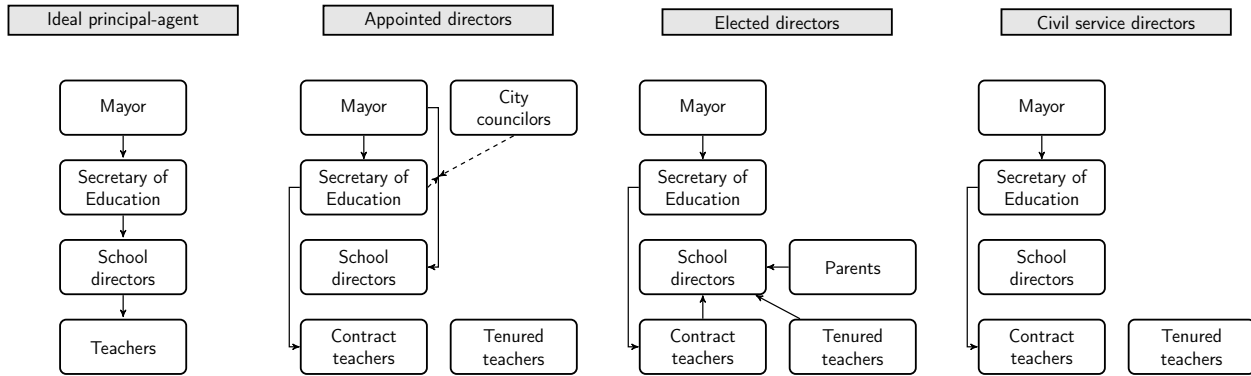 Ideal principal-agent
Mayor
Secretary of
Education
School
directors
Teachers
Appointed directors
Mayor
City
councilors
Secretary of
Education
School
directors
Contract
teachers
Tenured
teachers
Elected directors
Mayor
Secretary of
Education
School
directors
Parents
Contract
teachers
Tenured
teachers
Civil service directors
Mayor
Secretary of
Education
School
directors
Contract
teachers
Tenured
teachers